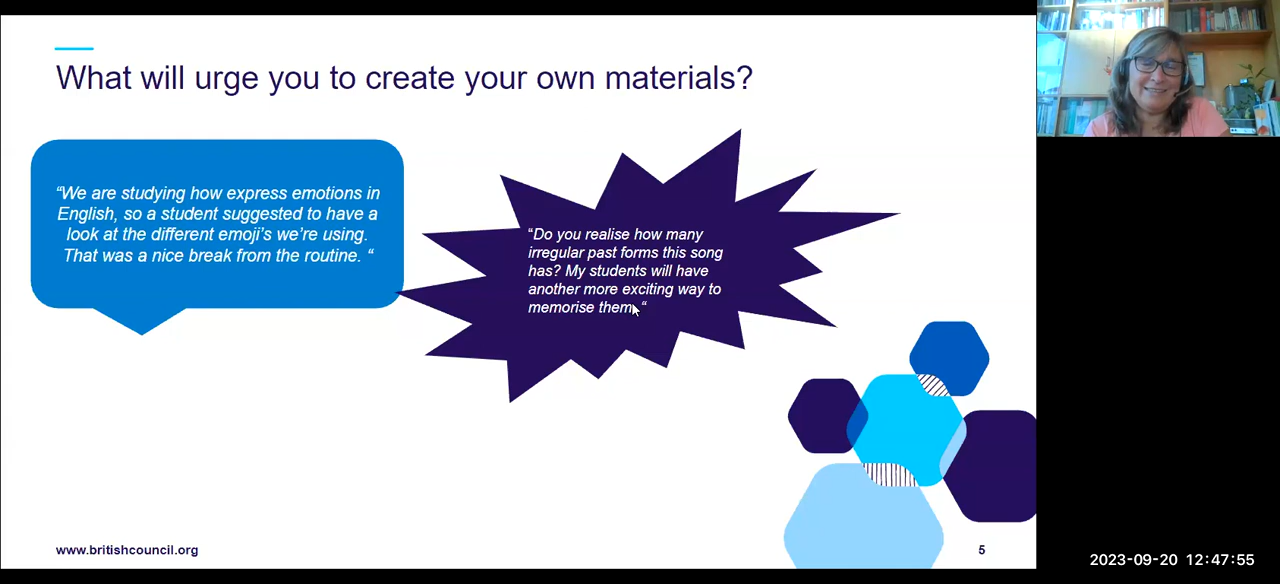 What will urge you to create your own materials?
“We are studying how express emotions in
English, so a student suggested to have a
look at the different emoji’s we’re using.
That was a nice break from the routine. “
“Do you realise how many
irregular past forms this song
has? My students will have
another more exciting way to
memorise them. “
www.britishcouncil.org
5
2023-09-20 12:47:55